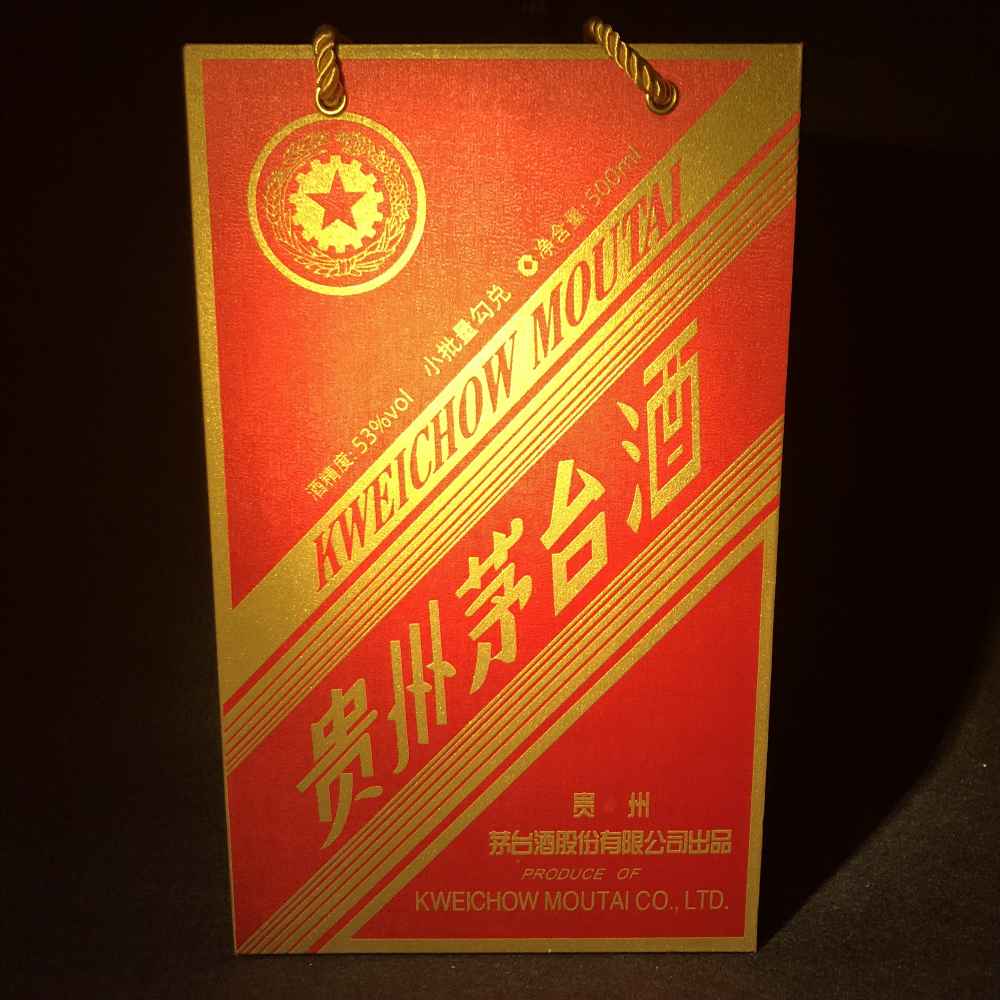 酒精度:53%vol 小批量勾兑 净含量:500ml
KWEICHOW MOUTAI
贵州茅台酒
贵 州
茅台酒股份有限公司出品
PRODUCE OF
KWEICHOW MOUTAI CO., LTD.